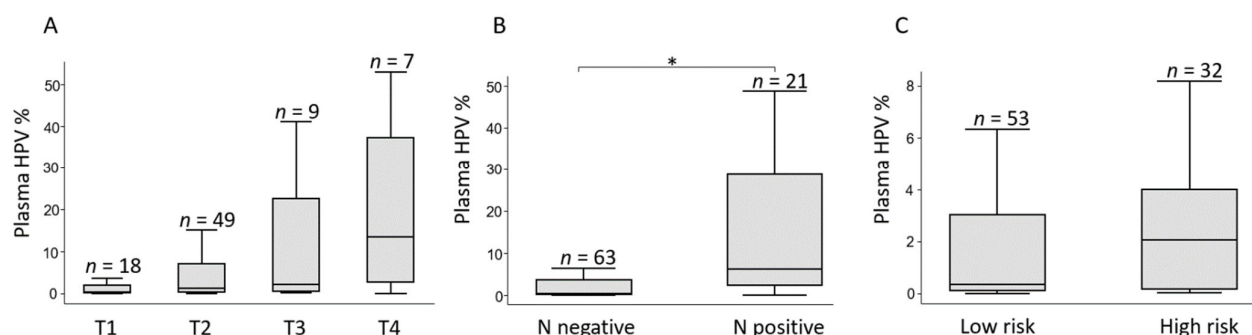 A
Plasma HPV %
50
40
30
20
10
0
n = 18
n = 49
n = 9
n = 7
T1 T2 T3 T4
B
Plasma HPV %
50
40
30
20
10
0
*
n = 63
n = 21
N negative N positive
C
Plasma HPV %
8
6
4
2
0
n = 53
n = 32
Low risk High risk